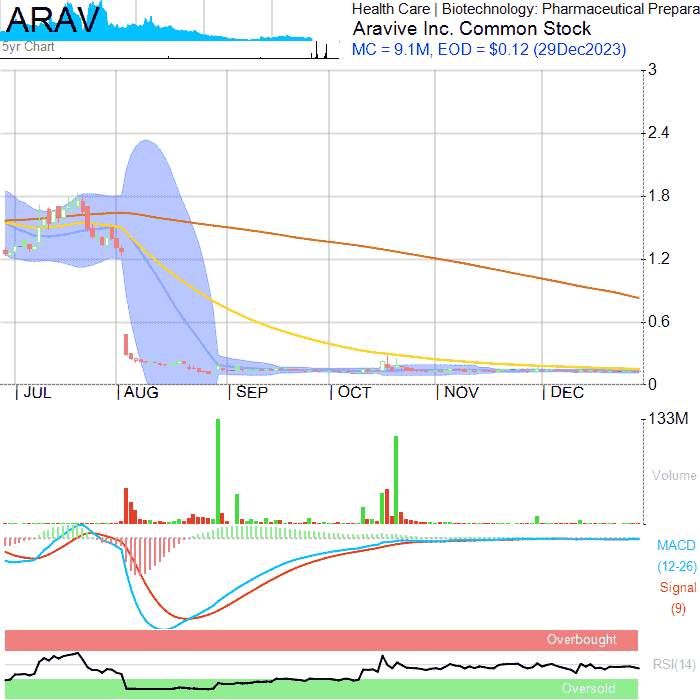 ARAV
5yr Chart
Health Care | Biotechnology: Pharmaceutical Prepara
Aravive Inc. Common Stock
MC = 9.1M, EOD = $0.12 (29Dec2023)
3
2.4
1.8
1.2
0.6
0
JUL AUG SEP OCT NOV DEC
133M
Volume
MACD
(12-26)
Signal
(9)
Overbought
RSI(14)
Oversold